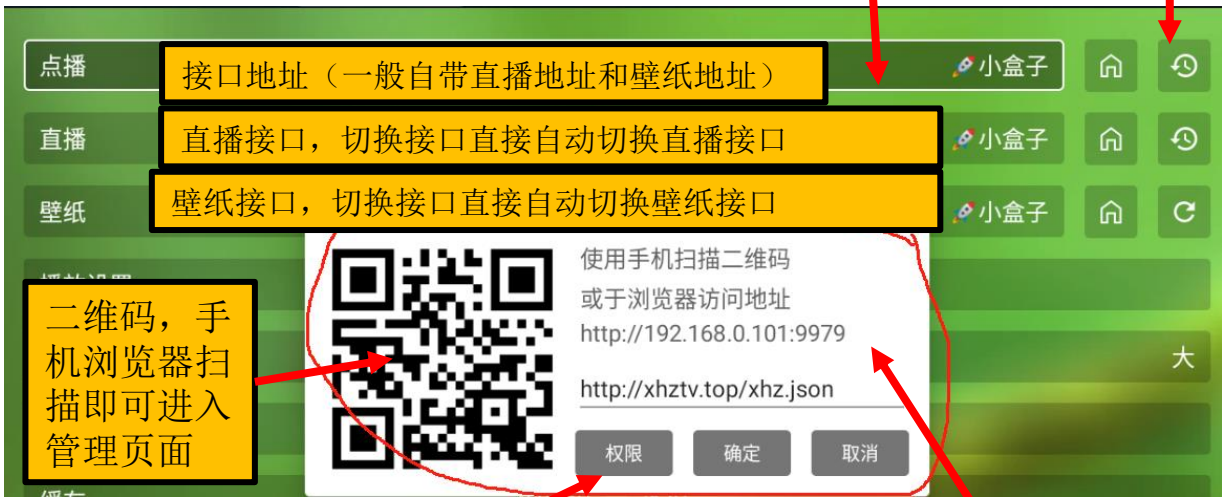 点播
接口地址（一般自带直播地址和壁纸地址）
小盒子
直播
直播接口，切换接口直接自动切换直播接口
小盒子
壁纸
壁纸接口，切换接口直接自动切换壁纸接口
小盒子
二维码，手
机浏览器扫
描即可进入
管理页面
使用手机扫描二维码
或于浏览器访问地址
http://192.168.0.101:9979
http://xhztv.top/xhz.json
权限
确定
取消
大